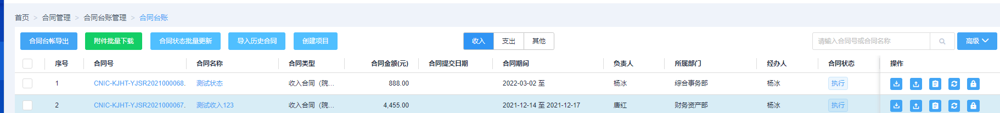 首页 > 合同管理 > 合同台账管理 > 合同台账
合同台帐导出 附件批量下载 合同状态批量更新 导入历史合同 创建项目 收入 支出 其他 请输入合同号或合同名称 高级
序号 合同号 合同名称 合同类型 合同金额(元) 合同提交日期 合同期间 负责人 所属部门 经办人 合同状态 操作
1 CNIC-KJHT-YJSR2021000068. 测试状态 收入合同（院... 888.00 2022-03-02 至 杨冰 综合事务部 杨冰 执行
2 CNIC-KJHT-YJSR2021000067. 测试收入123 收入合同（院... 4,455.00 2021-12-14 至 2021-12-17 唐红 财务资产部 杨冰 执行